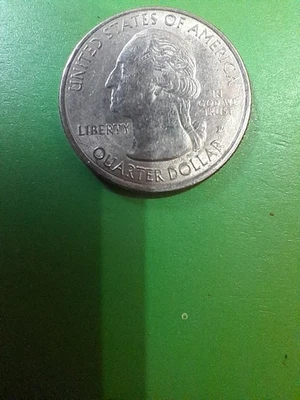 UNITED STATES OF AMERICA
LIBERTY
IN
GOD WE
TRUST
QUARTER DOLLAR